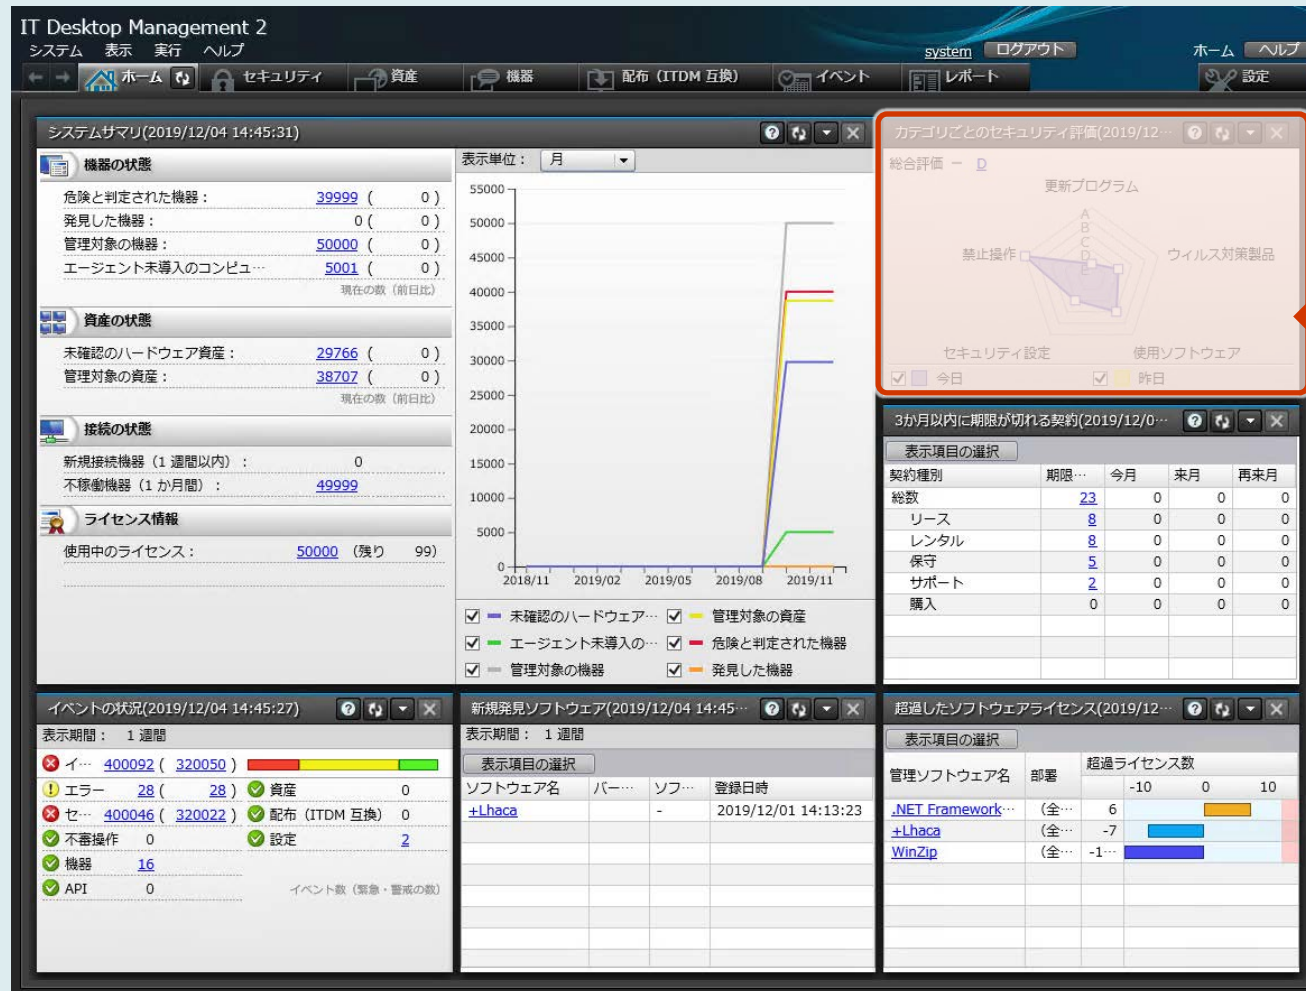 IT Desktop Management 2
システム 表示 実行 ヘルプ
system ログアウト ホーム ヘルプ
ホーム セキュリティ 資産 機器 配布 (ITDM 互換) イベント レポート 設定
システムサマリ(2019/12/04 14:45:31)
機器の状態
危険と判定された機器： 39999 ( 0 )
発見した機器： 0 ( 0 )
管理対象の機器： 50000 ( 0 )
エージェント未導入のコンピュ… 5001 ( 0 )
現在の数 (前日比)
資産の状態
未確認のハードウェア資産： 29766 ( 0 )
管理対象の資産： 38707 ( 0 )
現在の数 (前日比)
接続の状態
新規接続機器（1 週間以内）： 0
不稼働機器（1 か月間）： 49999
ライセンス情報
使用中のライセンス： 50000 (残り 99)
表示単位： 月
55000
50000
45000
40000
35000
30000
25000
20000
15000
10000
5000
0
2018/11 2019/02 2019/05 2019/08 2019/11
未確認のハードウェア… 管理対象の資産
エージェント未導入の… 危険と判定された機器
管理対象の機器 発見した機器
カテゴリごとのセキュリティ評価(2019/12…
総合評価 － D
更新プログラム
A
B
C
D
E
禁止操作 ウィルス対策製品
セキュリティ設定 使用ソフトウェア
今日 昨日
3か月以内に期限が切れる契約(2019/12/0…
表示項目の選択
契約種別 期限… 今月 来月 再来月
総数 23 0 0 0
リース 8 0 0 0
レンタル 8 0 0 0
保守 5 0 0 0
サポート 2 0 0 0
購入 0 0 0 0
イベントの状況(2019/12/04 14:45:27)
表示期間： 1 週間
イ… 400092 ( 320050 )
エラー 28 ( 28 ) 資産 0
セ… 400046 ( 320022 ) 配布 (ITDM 互換) 0
不審操作 0 設定 2
機器 16
API 0 イベント数 (緊急・警戒の数)
新規発見ソフトウェア(2019/12/04 14:45…
表示期間： 1 週間
表示項目の選択
ソフトウェア名 バー… ソフ… 登録日時
+Lhaca - 2019/12/01 14:13:23
超過したソフトウェアライセンス(2019/12…
表示項目の選択
管理ソフトウェア名 部署 超過ライセンス数
-10 0 10
.NET Framework… (全… 6
+Lhaca (全… -7
WinZip (全… -1…